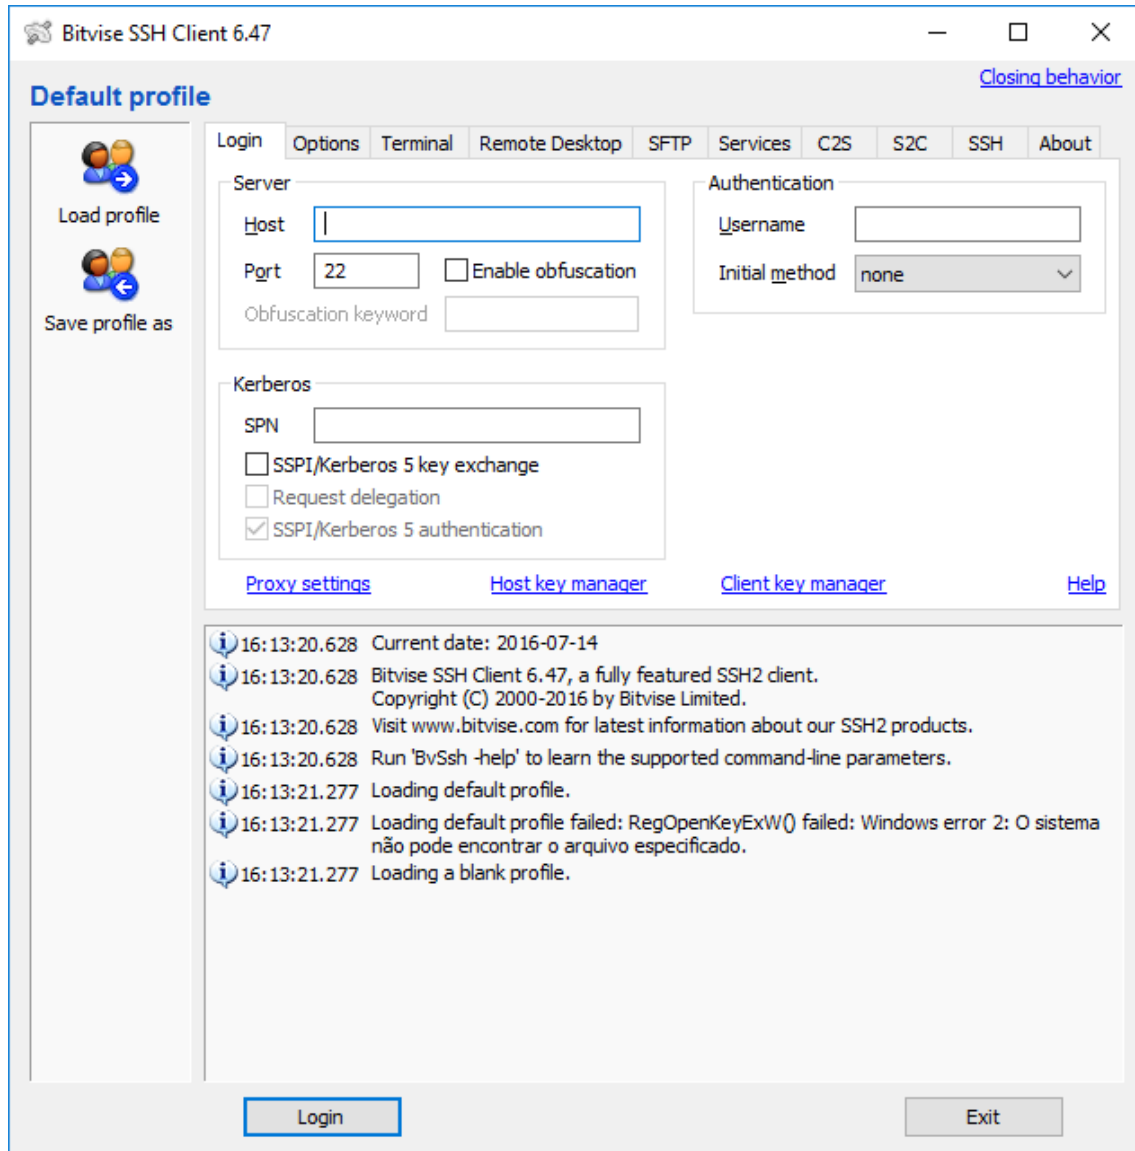 Bitvise SSH Client 6.47
Closing behavior
Default profile
Load profile
Save profile as
Login Options Terminal Remote Desktop SFTP Services C2S S2C SSH About
Server
Host
Port 22 Enable obfuscation
Obfuscation keyword
Authentication
Username
Initial method none
Kerberos
SPN
SSPI/Kerberos 5 key exchange
Request delegation
SSPI/Kerberos 5 authentication
Proxy settings Host key manager Client key manager Help
16:13:20.628 Current date: 2016-07-14
16:13:20.628 Bitvise SSH Client 6.47, a fully featured SSH2 client.
Copyright (C) 2000-2016 by Bitvise Limited.
16:13:20.628 Visit www.bitvise.com for latest information about our SSH2 products.
16:13:20.628 Run 'BvSsh -help' to learn the supported command-line parameters.
16:13:21.277 Loading default profile.
16:13:21.277 Loading default profile failed: RegOpenKeyExW() failed: Windows error 2: O sistema
não pode encontrar o arquivo especificado.
16:13:21.277 Loading a blank profile.
Login Exit